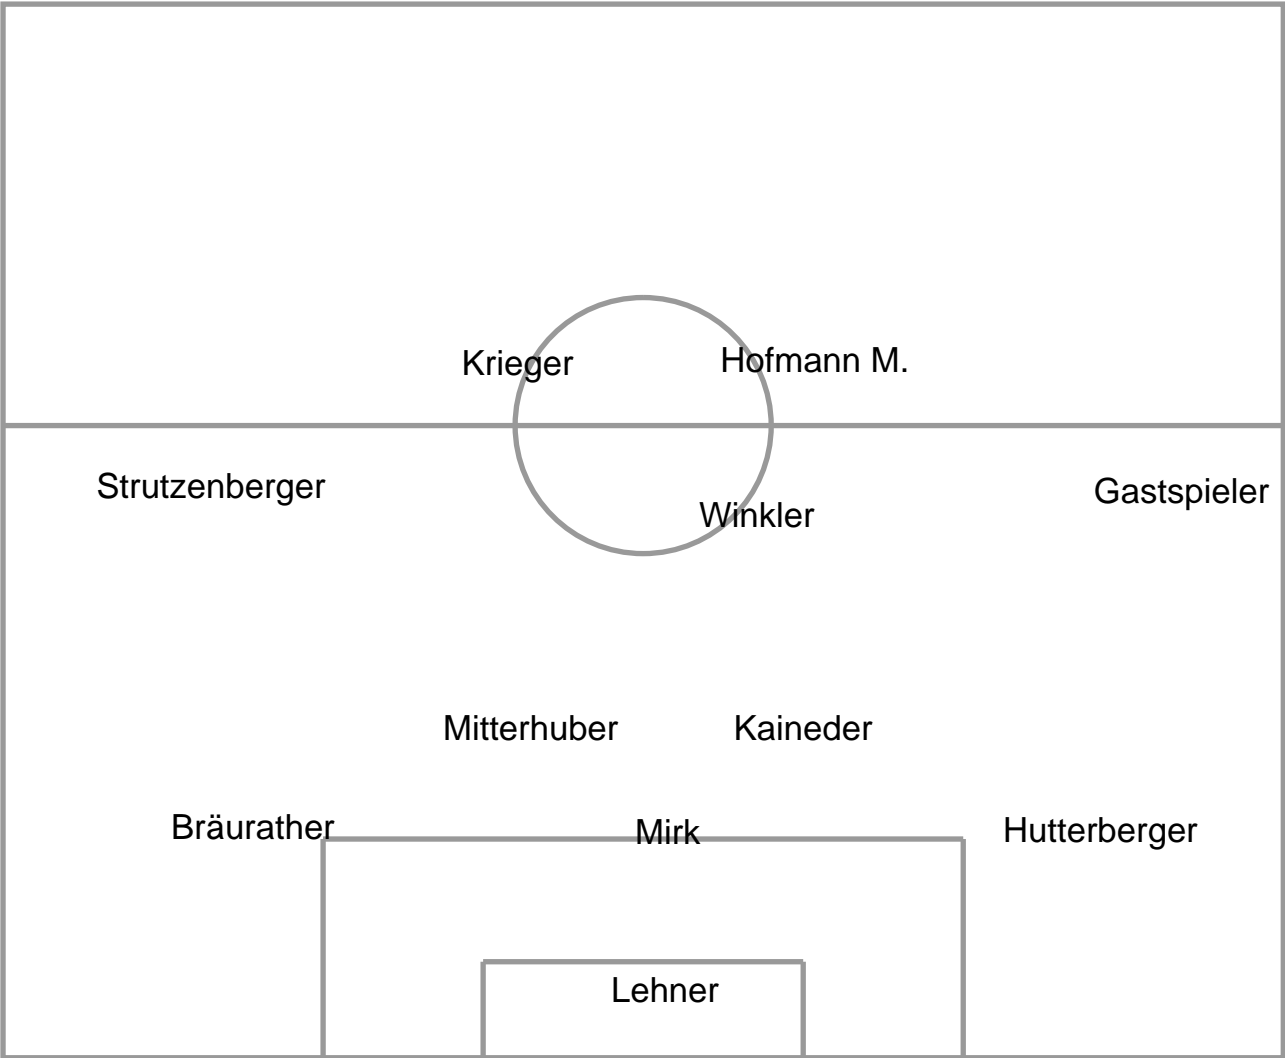 Krieger
Hofmann M.
Strutzenberger
Gastspieler
Winkler
Mitterhuber
Kaineder
Bräurather
Mirk
Hutterberger
Lehner